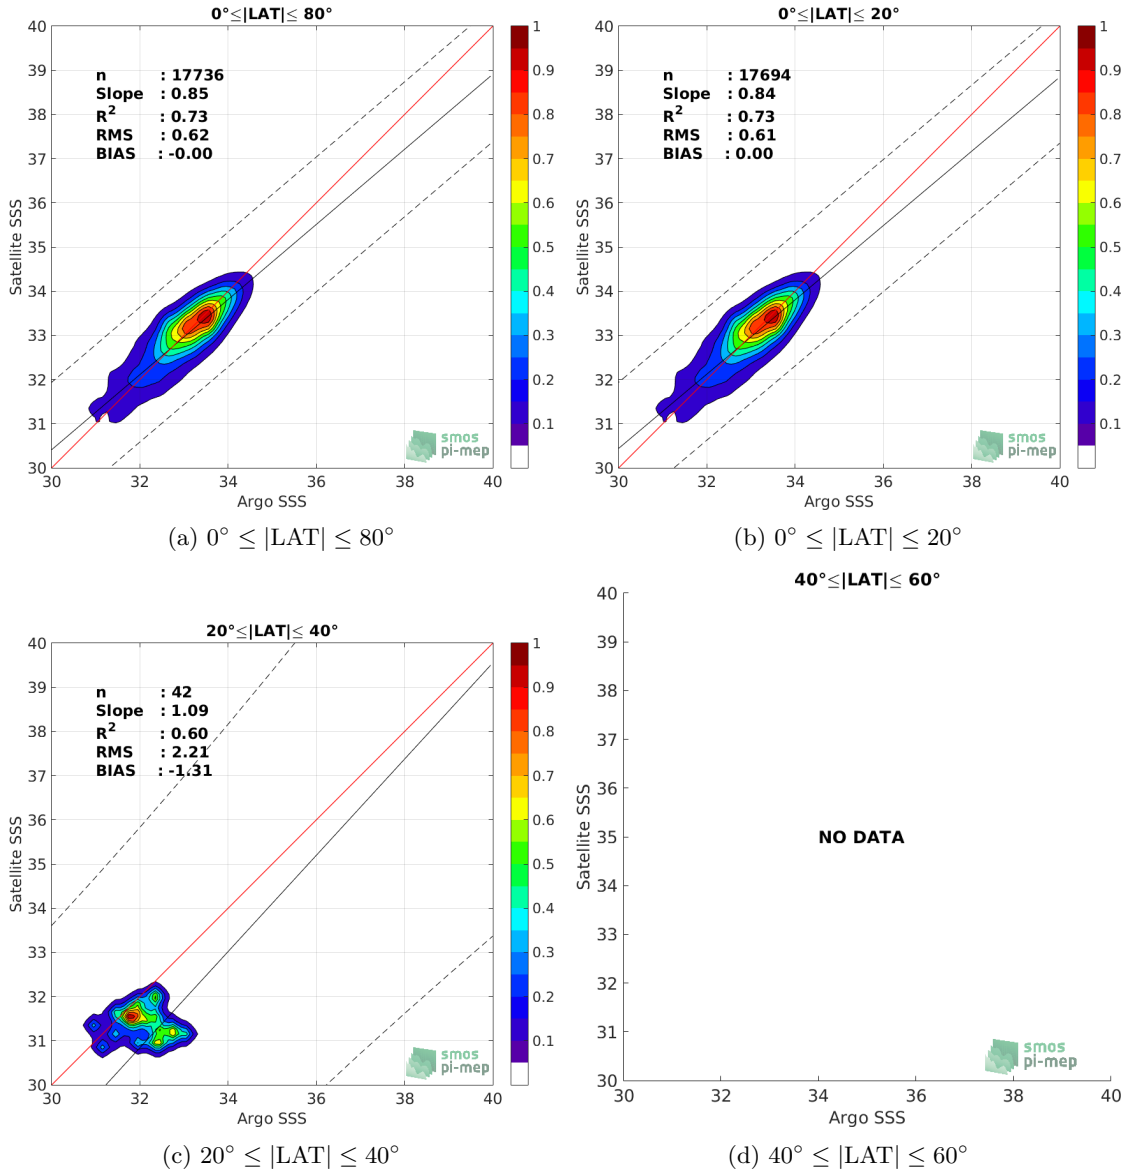 0°≤|LAT|≤ 80°
40
39
38
37
36
35
34
33
32
31
30
n : 17736
Slope : 0.85
R² : 0.73
RMS : 0.62
BIAS : -0.00
1
0.9
0.8
0.7
0.6
0.5
0.4
0.3
0.2
0.1
Satellite SSS
smos
pi-mep
30 32 34 36 38 40
Argo SSS
(a) 0° ≤ |LAT| ≤ 80°
0°≤|LAT|≤ 20°
40
39
38
37
36
35
34
33
32
31
30
n : 17694
Slope : 0.84
R² : 0.73
RMS : 0.61
BIAS : 0.00
1
0.9
0.8
0.7
0.6
0.5
0.4
0.3
0.2
0.1
Satellite SSS
smos
pi-mep
30 32 34 36 38 40
Argo SSS
(b) 0° ≤ |LAT| ≤ 20°
20°≤|LAT|≤ 40°
40
39
38
37
36
35
34
33
32
31
30
n : 42
Slope : 1.09
R² : 0.60
RMS : 2.21
BIAS : -1.31
1
0.9
0.8
0.7
0.6
0.5
0.4
0.3
0.2
0.1
Satellite SSS
smos
pi-mep
30 32 34 36 38 40
Argo SSS
(c) 20° ≤ |LAT| ≤ 40°
40°≤|LAT|≤ 60°
40
39
38
37
36
35
34
33
32
31
30
NO DATA
Satellite SSS
smos
pi-mep
30 32 34 36 38 40
Argo SSS
(d) 40° ≤ |LAT| ≤ 60°